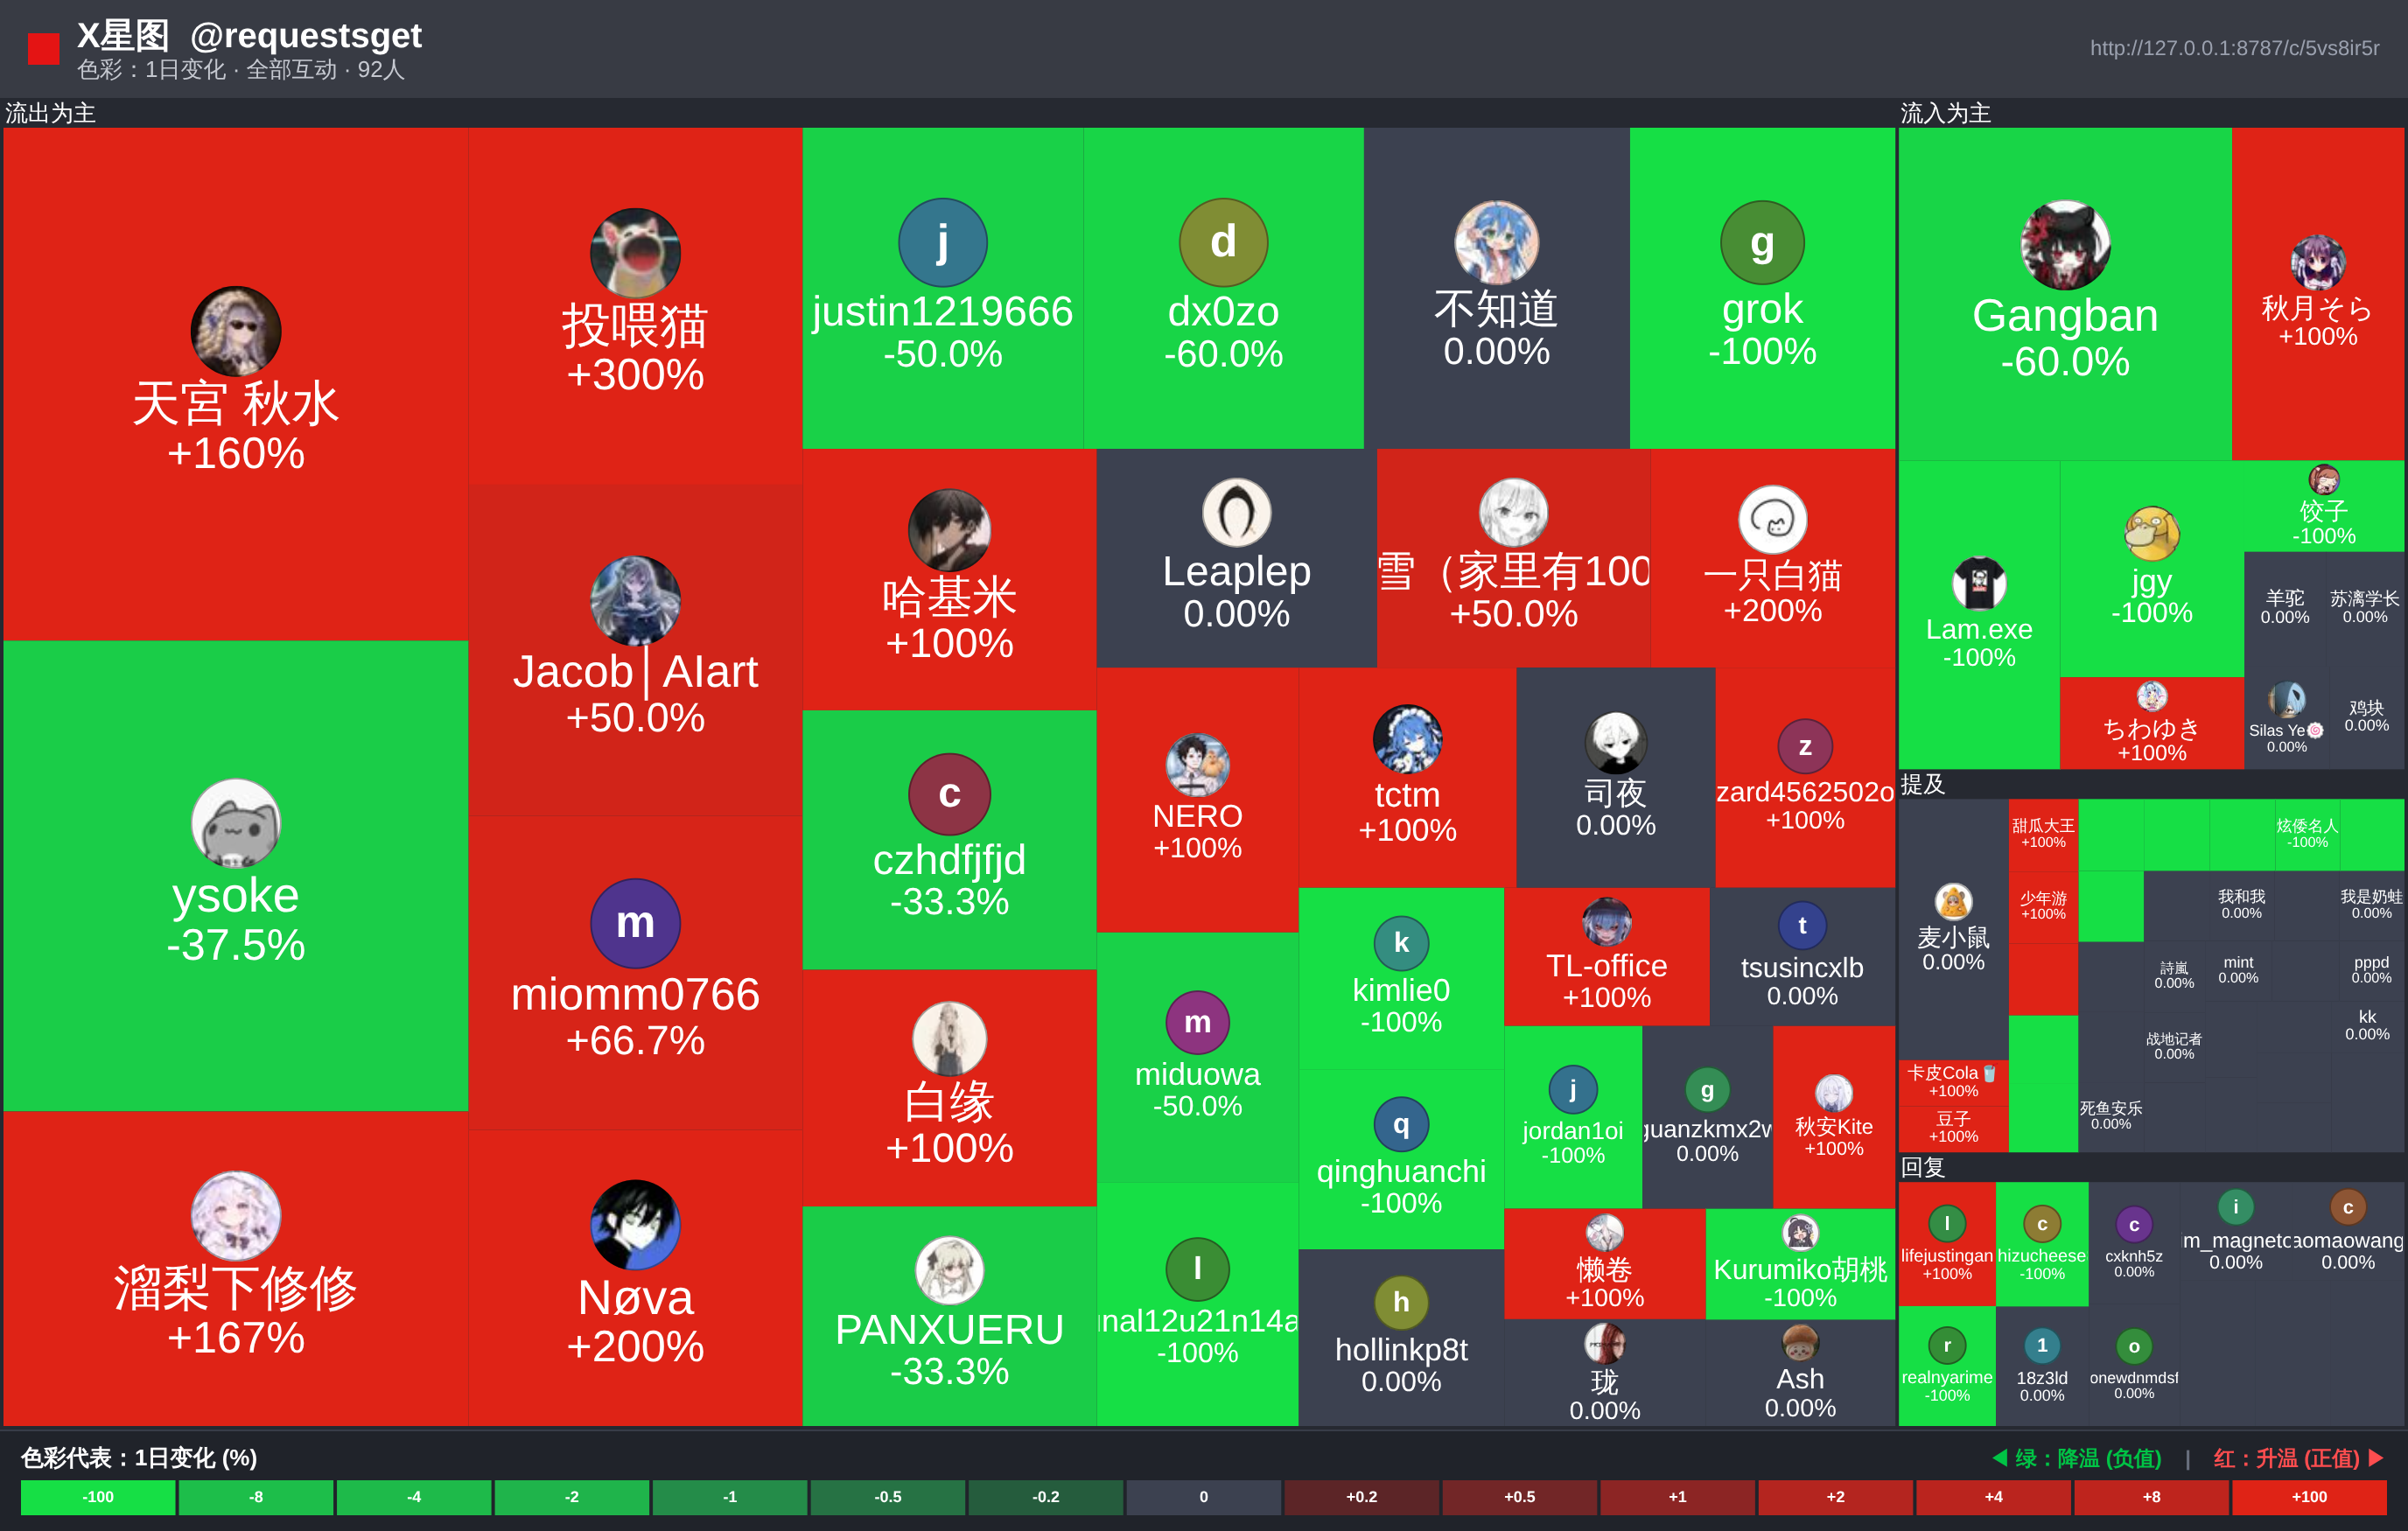 X星图 @requestsget
色彩：1日变化 · 全部互动 · 92人
http://127.0.0.1:8787/c/5vs8ir5r
流出为主
天宮 秋水
+160%
ysoke
-37.5%
溜梨下修修
+167%
投喂猫
+300%
Jacob│AIart
+50.0%
m
miomm0766
+66.7%
Nøva
+200%
j
justin1219666
-50.0%
d
dx0zo
-60.0%
不知道
0.00%
g
grok
-100%
哈基米
+100%
Leaplep
0.00%
雪（家里有100
+50.0%
一只白猫
+200%
c
czhdfjfjd
-33.3%
白缘
+100%
PANXUERU
-33.3%
NERO
+100%
m
miduowa
-50.0%
l
nal12u21n14a
-100%
tctm
+100%
司夜
0.00%
z
zard4562502o
+100%
k
kimlie0
-100%
q
qinghuanchi
-100%
h
hollinkp8t
0.00%
TL-office
+100%
t
tsusincxlb
0.00%
j
jordan1oi
-100%
g
guanzkmx2w
0.00%
秋安Kite
+100%
懒卷
+100%
Kurumiko胡桃
-100%
珑
0.00%
Ash
0.00%
流入为主
Gangban
-60.0%
秋月そら
+100%
Lam.exe
-100%
jgy
-100%
饺子
-100%
羊驼
0.00%
苏漓学长
0.00%
ちわゆき
+100%
Silas Ye🍥
0.00%
鸡块
0.00%
提及
麦小鼠
0.00%
卡皮Cola🥤
+100%
豆子
+100%
甜瓜大王
+100%
少年游
+100%
炫倭名人
-100%
我和我
0.00%
我是奶蛙
0.00%
詩嵐
0.00%
mint
0.00%
pppd
0.00%
战地记者
0.00%
kk
0.00%
死鱼安乐
0.00%
回复
l
lifejustingan
+100%
c
hizucheese
-100%
c
cxknh5z
0.00%
i
im_magnetc
0.00%
c
aomaowang
0.00%
r
realnyarime
-100%
1
18z3ld
0.00%
o
onewdnmdsf
0.00%
色彩代表：1日变化 (%)
◀ 绿：降温 (负值) | 红：升温 (正值) ▶
-100 -8 -4 -2 -1 -0.5 -0.2 0 +0.2 +0.5 +1 +2 +4 +8 +100